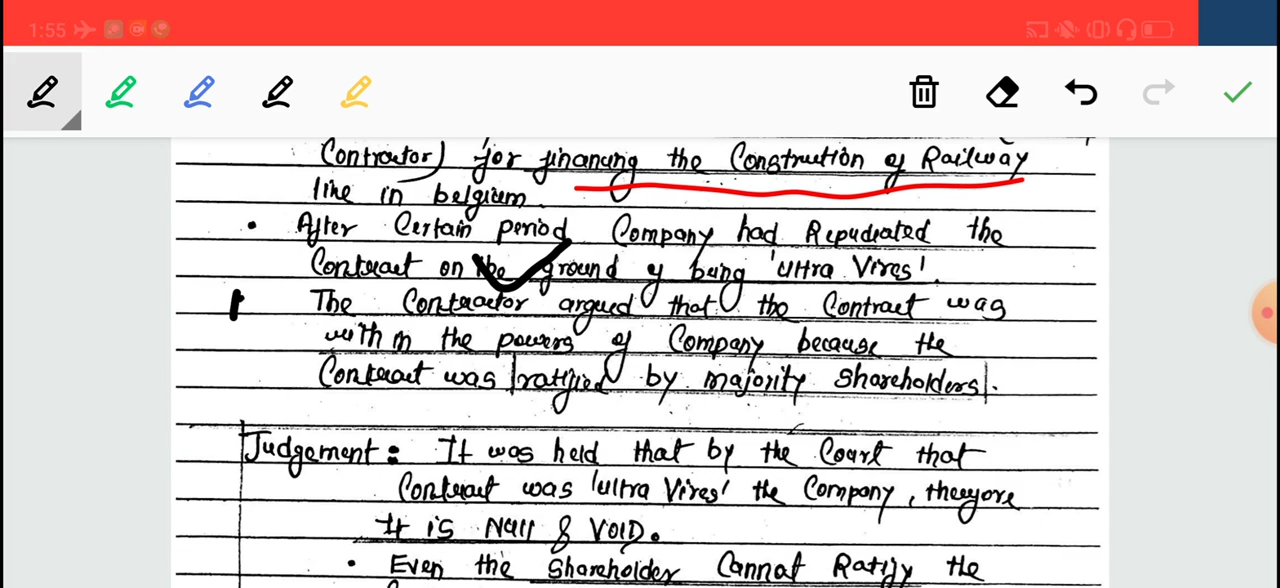 1:55
Contractor) for financing the Construction of Railway
line in belgium.
• After Certain period Company had Repudiated the
Contract on the ground of being 'Ultra Vires'.
The Contractor argued that the Contract was
with in the powers of Company because the
Contract was ratified by majority shareholders.
Judgement: It was held that by the Court that
Contract was 'ultra Vires' the Company, therefore
It is Null & VOID.
• Even the Shareholder Cannot Ratify the